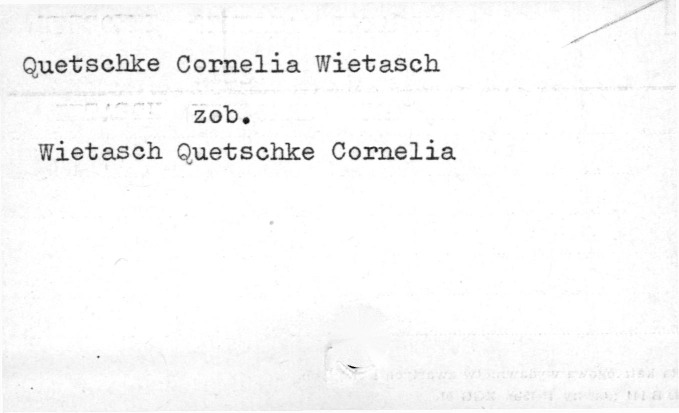 Quetschke Cornelia Wietasch
zob.
Wietasch Quetschke Cornelia